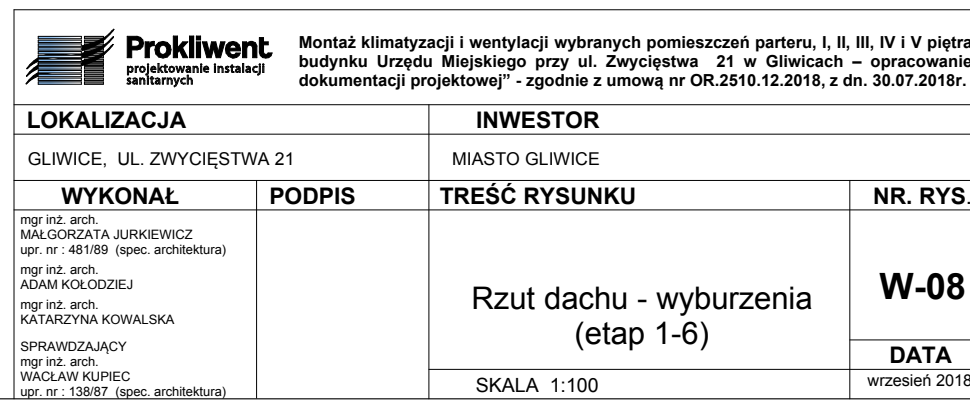 Prokliwent
projektowanie Instalacji
sanitarnych
Montaż klimatyzacji i wentylacji wybranych pomieszczeń parteru, I, II, III, IV i V piętra
budynku Urzędu Miejskiego przy ul. Zwycięstwa 21 w Gliwicach – opracowanie
dokumentacji projektowej" - zgodnie z umową nr OR.2510.12.2018, z dn. 30.07.2018r.
LOKALIZACJA
INWESTOR
GLIWICE, UL. ZWYCIĘSTWA 21
MIASTO GLIWICE
WYKONAŁ
PODPIS
TREŚĆ RYSUNKU
NR. RYS.
mgr inż. arch.
MAŁGORZATA JURKIEWICZ
upr. nr : 481/89 (spec. architektura)
mgr inż. arch.
ADAM KOŁODZIEJ
mgr inż. arch.
KATARZYNA KOWALSKA
SPRAWDZAJĄCY
mgr inż. arch.
WACŁAW KUPIEC
upr. nr : 138/87 (spec. architektura)
Rzut dachu - wyburzenia
(etap 1-6)
SKALA 1:100
W-08
DATA
wrzesień 2018